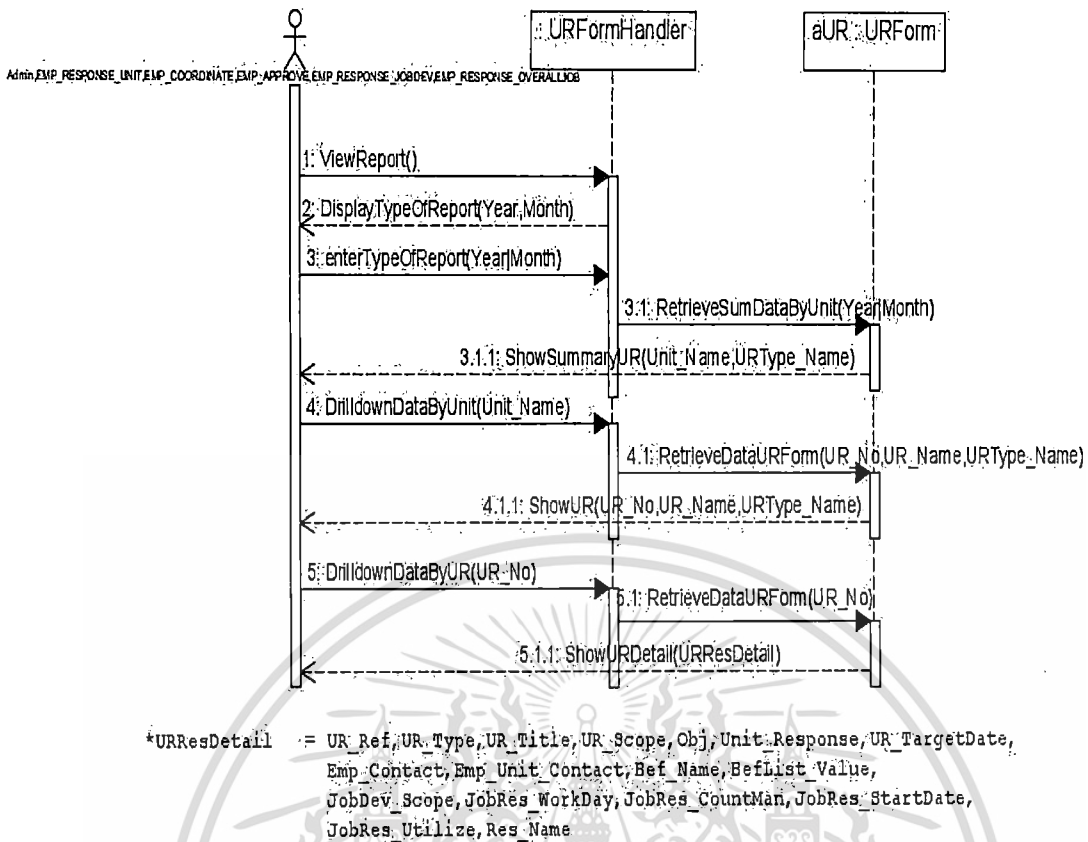 : URFormHandler
aUR : URForm
Admin,EMP_RESPONSE_UNIT,EMP_COORDINATE,EMP_APPROVE,EMP_RESPONSE_JOBDEV,EMP_RESPONSE_OVERALLJOB
1: ViewReport()
2: DisplayTypeOfReport(Year,Month)
3: enterTypeOfReport(Year|Month)
3.1: RetrieveSumDataByUnit(Year|Month)
3.1.1: ShowSummaryUR(Unit_Name,URType_Name)
4: DrilldownDataByUnit(Unit_Name)
4.1: RetrieveDataURForm(UR_No,UR_Name,URType_Name)
4.1.1: ShowUR(UR_No,UR_Name,URType_Name)
5: DrilldownDataByUR(UR_No)
5.1: RetrieveDataURForm(UR_No)
5.1.1: ShowURDetail(URResDetail)
*URResDetail = UR_Ref,UR_Type,UR_Title,UR_Scope,Obj,Unit_Response,UR_TargetDate,
Emp_Contact,Emp_Unit_Contact,Bef_Name,BefList_Value,
JobDev_Scope,JobRes_WorkDay,JobRes_CountMan,JobRes_StartDate,
JobRes_Utilize,Res_Name